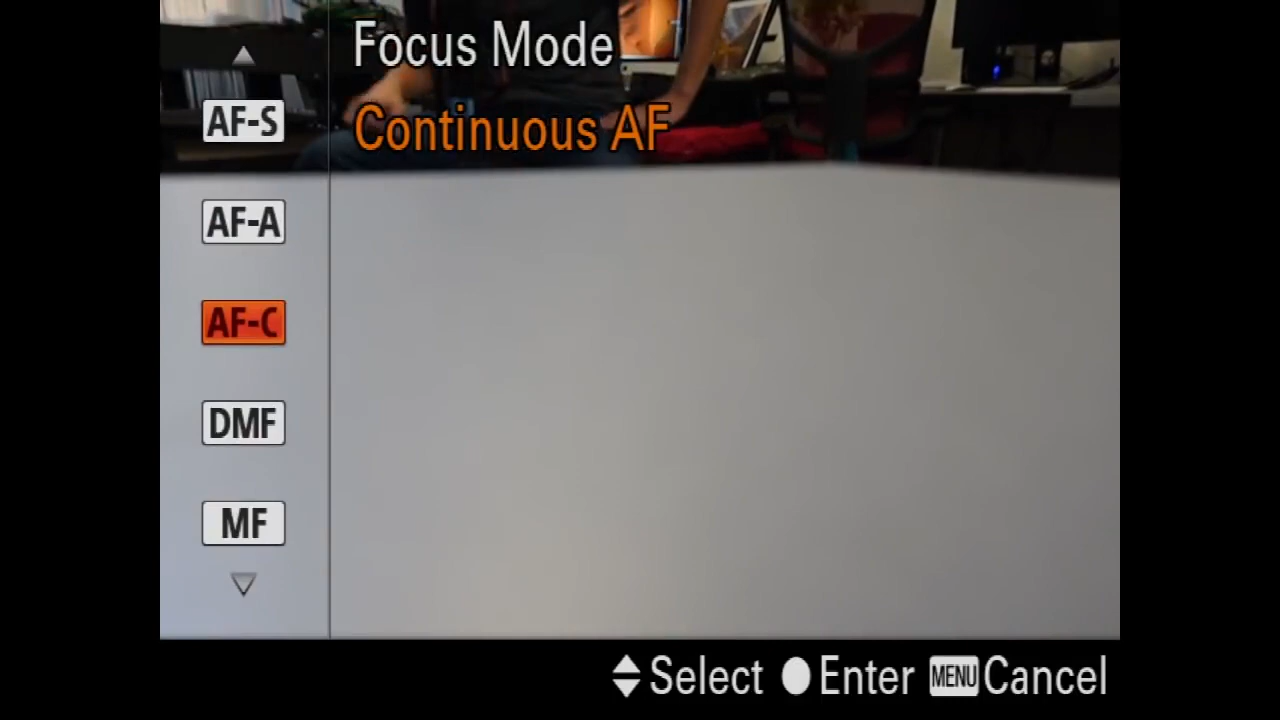 Focus Mode
Continuous AF
AF-S
AF-A
AF-C
DMF
MF
Select Enter MENU Cancel